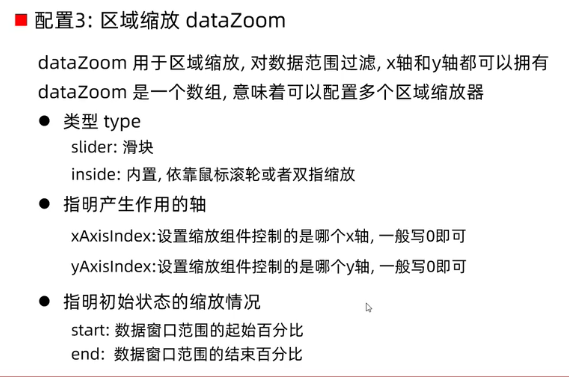 配置3: 区域缩放 dataZoom
dataZoom 用于区域缩放, 对数据范围过滤, x轴和y轴都可以拥有
dataZoom 是一个数组, 意味着可以配置多个区域缩放器
● 类型 type
slider: 滑块
inside: 内置, 依靠鼠标滚轮或者双指缩放
● 指明产生作用的轴
xAxisIndex:设置缩放组件控制的是哪个x轴, 一般写0即可
yAxisIndex:设置缩放组件控制的是哪个y轴, 一般写0即可
● 指明初始状态的缩放情况
start: 数据窗口范围的起始百分比
end: 数据窗口范围的结束百分比